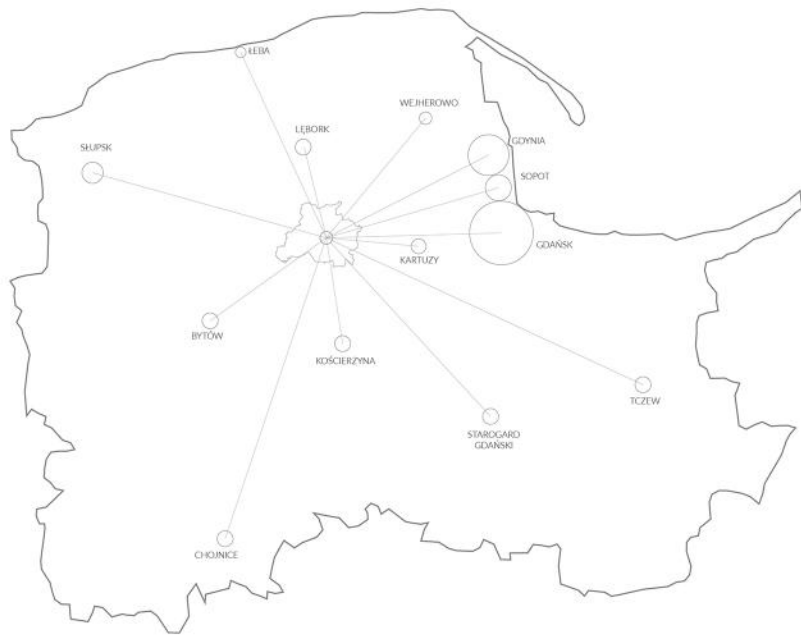 ŁEBA
WEJHEROWO
LĘBORK
GDYNIA
SŁUPSK
SOPOT
GDAŃSK
KARTUZY
BYTÓW
KOŚCIERZYNA
TCZEW
STAROGARD
GDAŃSKI
CHOJNICE